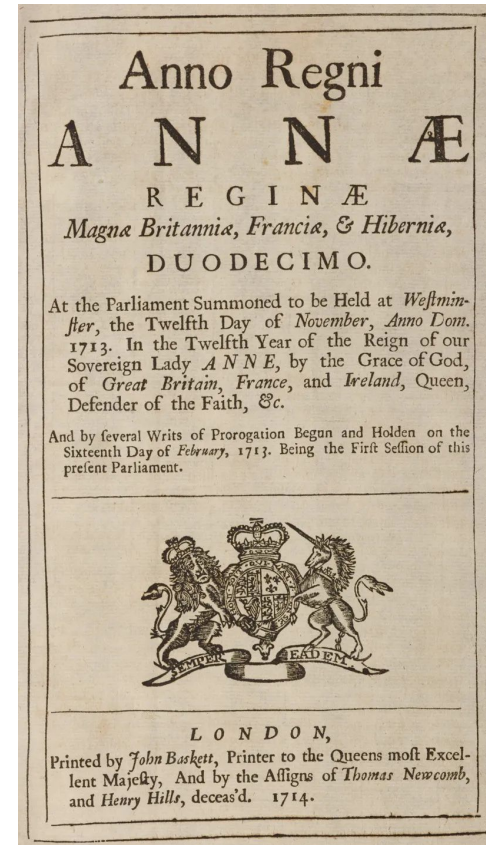 Anno Regni
ANNÆ
REGINÆ
Magnæ Britanniæ, Franciæ, & Hiberniæ,
DUODECIMO.
At the Parliament Summoned to be Held at Weſtmin-
ſter, the Twelfth Day of November, Anno Dom.
1713. In the Twelfth Year of the Reign of our
Sovereign Lady ANNE, by the Grace of God,
of Great Britain, France, and Ireland, Queen,
Defender of the Faith, &c.
And by ſeveral Writs of Prorogation Begun and Holden on the
Sixteenth Day of February, 1713. Being the Firſt Seſſion of this
preſent Parliament.
SEMPER EADEM
LONDON,
Printed by John Baskett, Printer to the Queens moſt Excel-
lent Majeſty, And by the Aſſigns of Thomas Newcomb,
and Henry Hills, deceas'd. 1714.